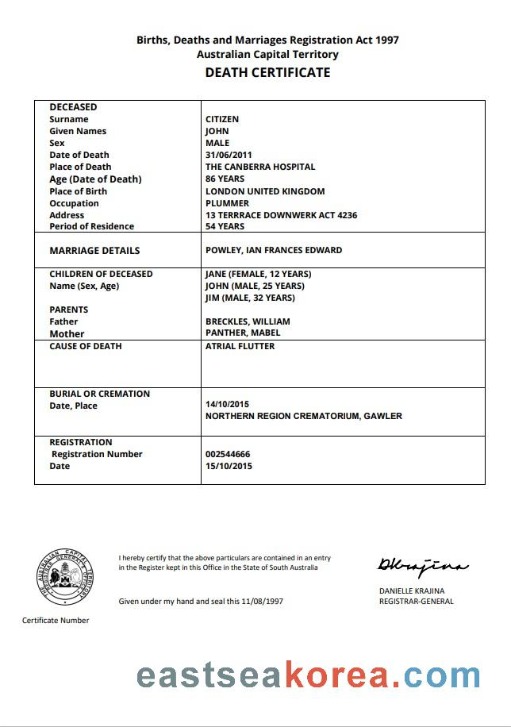 Births, Deaths and Marriages Registration Act 1997
Australian Capital Territory
DEATH CERTIFICATE
DECEASED
Surname CITIZEN
Given Names JOHN
Sex MALE
Date of Death 31/06/2011
Place of Death THE CANBERRA HOSPITAL
Age (Date of Death) 86 YEARS
Place of Birth LONDON UNITED KINGDOM
Occupation PLUMMER
Address 13 TERRRACE DOWNWERK ACT 4236
Period of Residence 54 YEARS
MARRIAGE DETAILS POWLEY, IAN FRANCES EDWARD
CHILDREN OF DECEASED JANE (FEMALE, 12 YEARS)
Name (Sex, Age) JOHN (MALE, 25 YEARS)
JIM (MALE, 32 YEARS)
PARENTS
Father BRECKLES, WILLIAM
Mother PANTHER, MABEL
CAUSE OF DEATH ATRIAL FLUTTER
BURIAL OR CREMATION
Date, Place 14/10/2015
NORTHERN REGION CREMATORIUM, GAWLER
REGISTRATION
Registration Number 002544666
Date 15/10/2015
I hereby certify that the above particulars are contained in an entry
in the Register kept in this Office in the State of South Australia
Given under my hand and seal this 11/08/1997
DKrajina
DANIELLE KRAJINA
REGISTRAR-GENERAL
Certificate Number
eastseakorea.com